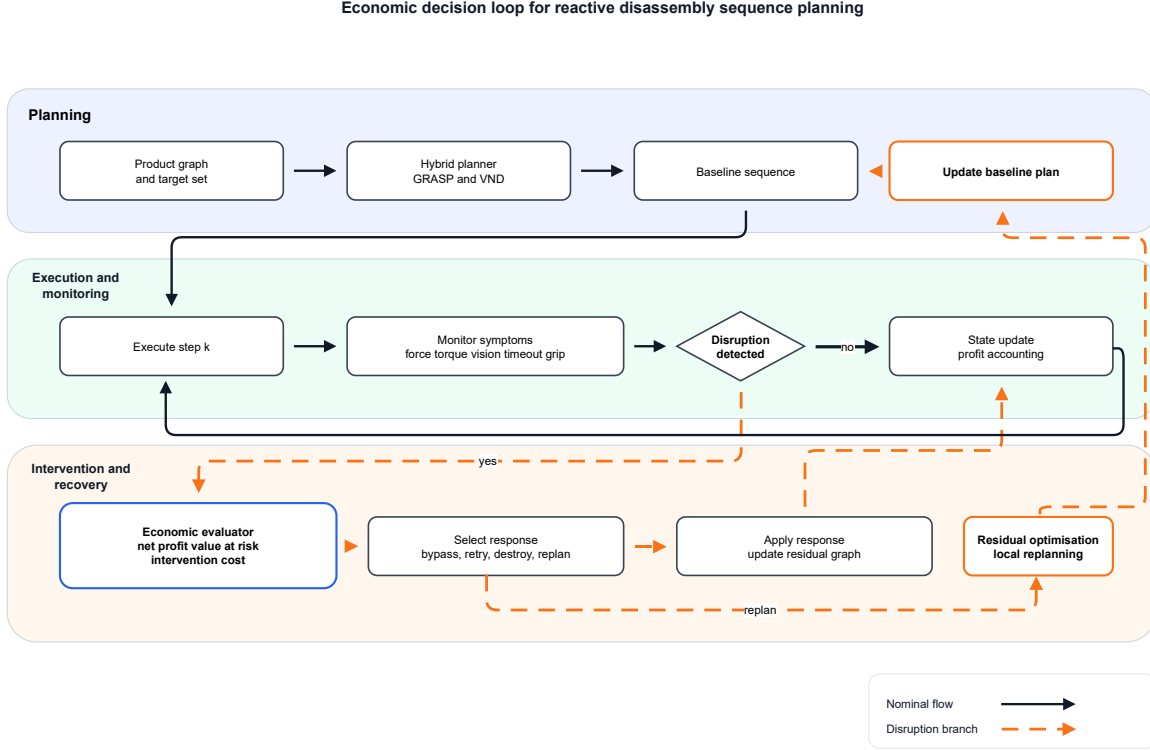 Economic decision loop for reactive disassembly sequence planning
Planning
Product graph
and target set
Hybrid planner
GRASP and VND
Baseline sequence
Update baseline plan
Execution and
monitoring
Execute step k
Monitor symptoms
force torque vision timeout grip
Disruption
detected
no
State update
profit accounting
Intervention and
recovery
yes
Economic evaluator
net profit value at risk
intervention cost
Select response
bypass, retry, destroy, replan
Apply response
update residual graph
Residual optimisation
local replanning
replan
Nominal flow
Disruption branch